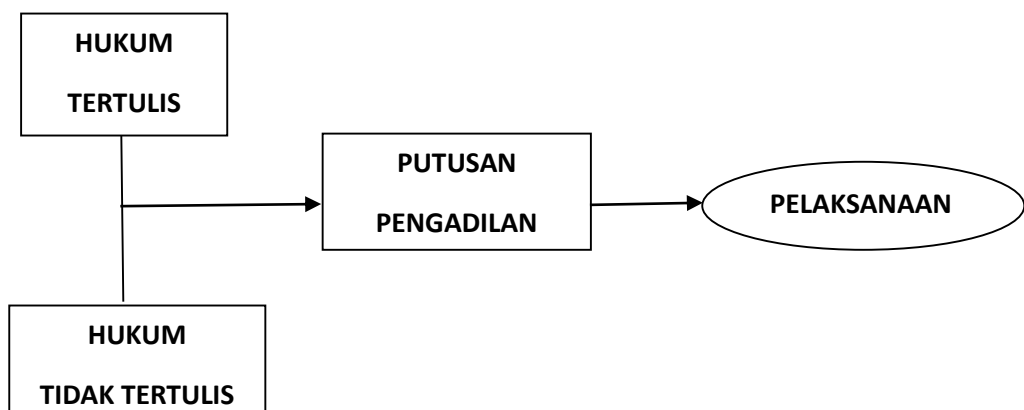 HUKUM
TERTULIS
PUTUSAN
PENGADILAN
PELAKSANAAN
HUKUM
TIDAK TERTULIS